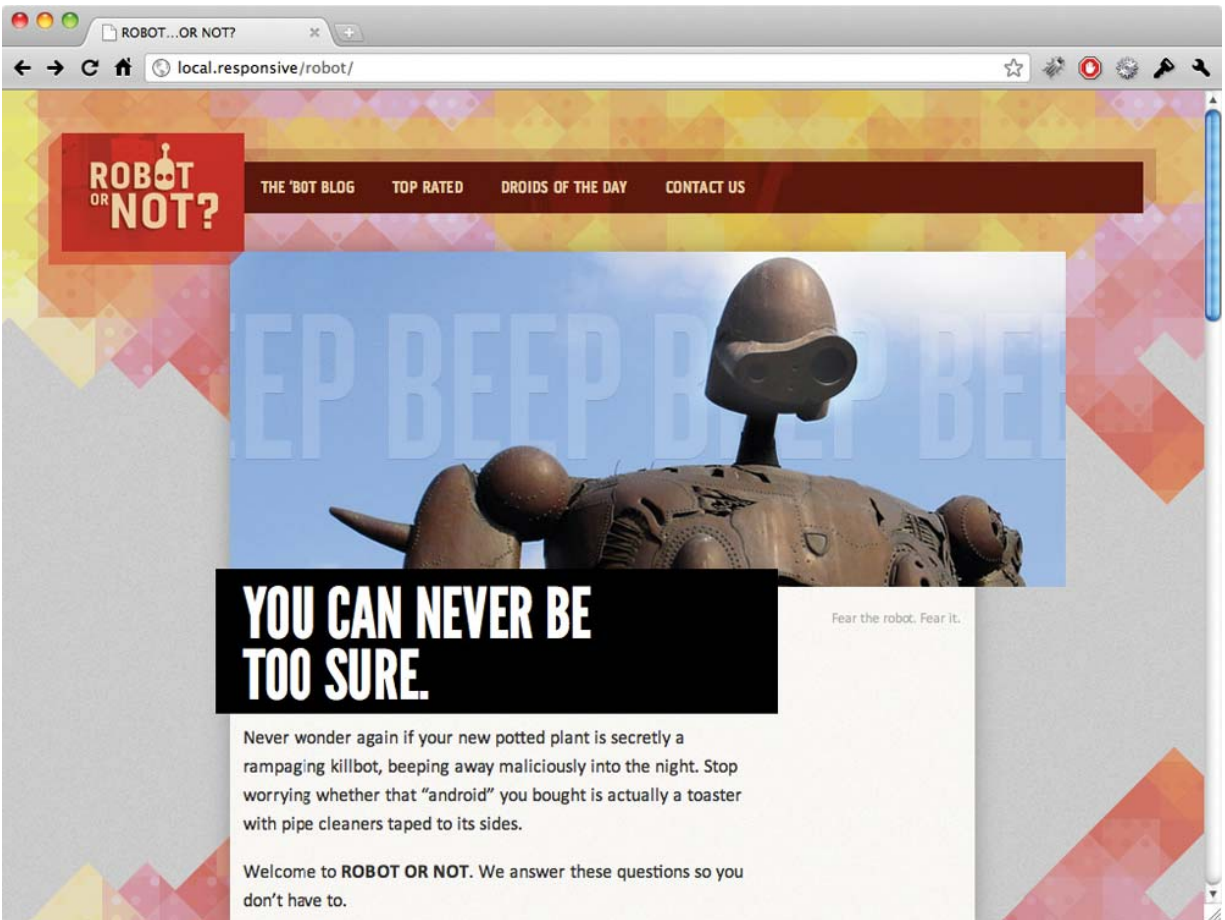 ROBOT...OR NOT?
local.responsive/robot/
ROBOT
OR NOT?
THE 'BOT BLOG TOP RATED DROIDS OF THE DAY CONTACT US
EEP BEEP BEEP BEE
YOU CAN NEVER BE
TOO SURE.
Fear the robot. Fear it.
Never wonder again if your new potted plant is secretly a
rampaging killbot, beeping away maliciously into the night. Stop
worrying whether that “android” you bought is actually a toaster
with pipe cleaners taped to its sides.
Welcome to ROBOT OR NOT. We answer these questions so you
don’t have to.